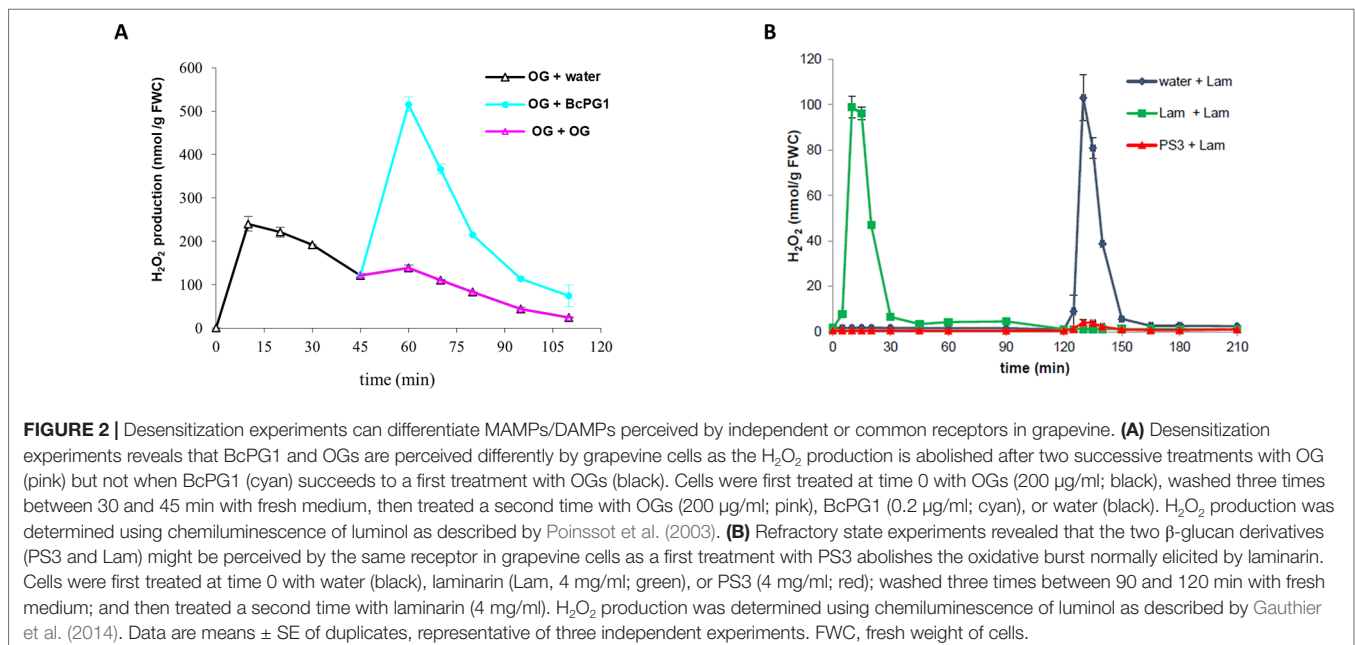 A
H₂O₂ production (nmol/g FWC)
600
500
400
300
200
100
0
0 15 30 45 60 75 90 105 120
time (min)
OG + water
OG + BcPG1
OG + OG
B
H₂O₂ (nmol/g FWC)
120
100
80
60
40
20
0
0 30 60 90 120 150 180 210
time (min)
water + Lam
Lam + Lam
PS3 + Lam
FIGURE 2 | Desensitization experiments can differentiate MAMPs/DAMPs perceived by independent or common receptors in grapevine. (A) Desensitization
experiments reveals that BcPG1 and OGs are perceived differently by grapevine cells as the H₂O₂ production is abolished after two successive treatments with OG
(pink) but not when BcPG1 (cyan) succeeds to a first treatment with OGs (black). Cells were first treated at time 0 with OGs (200 µg/ml; black), washed three times
between 30 and 45 min with fresh medium, then treated a second time with OGs (200 µg/ml; pink), BcPG1 (0.2 µg/ml; cyan), or water (black). H₂O₂ production was
determined using chemiluminescence of luminol as described by Poinssot et al. (2003). (B) Refractory state experiments revealed that the two β-glucan derivatives
(PS3 and Lam) might be perceived by the same receptor in grapevine cells as a first treatment with PS3 abolishes the oxidative burst normally elicited by laminarin.
Cells were first treated at time 0 with water (black), laminarin (Lam, 4 mg/ml; green), or PS3 (4 mg/ml; red); washed three times between 90 and 120 min with fresh
medium; and then treated a second time with laminarin (4 mg/ml). H₂O₂ production was determined using chemiluminescence of luminol as described by Gauthier
et al. (2014). Data are means ± SE of duplicates, representative of three independent experiments. FWC, fresh weight of cells.